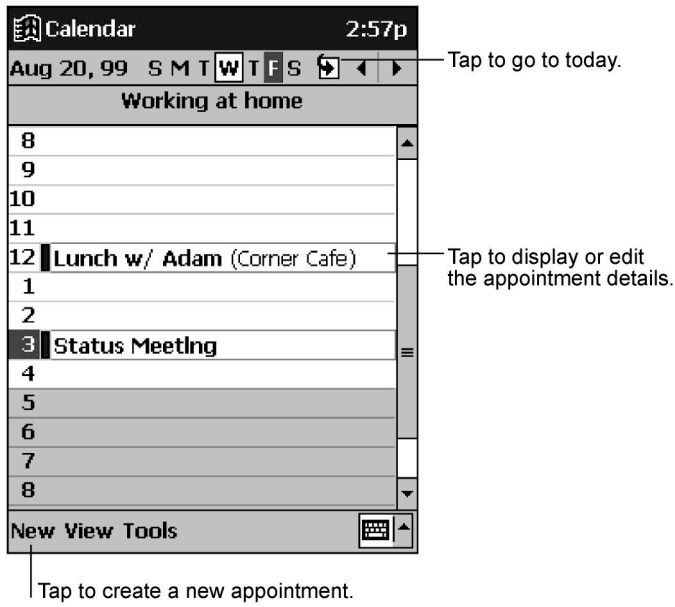 Calendar 2:57p
Aug 20, 99 S M T W T F S
Tap to go to today.
Working at home
8
9
10
11
12 Lunch w/ Adam (Corner Cafe)
Tap to display or edit
the appointment details.
1
2
3 Status Meeting
4
5
6
7
8
New View Tools
Tap to create a new appointment.